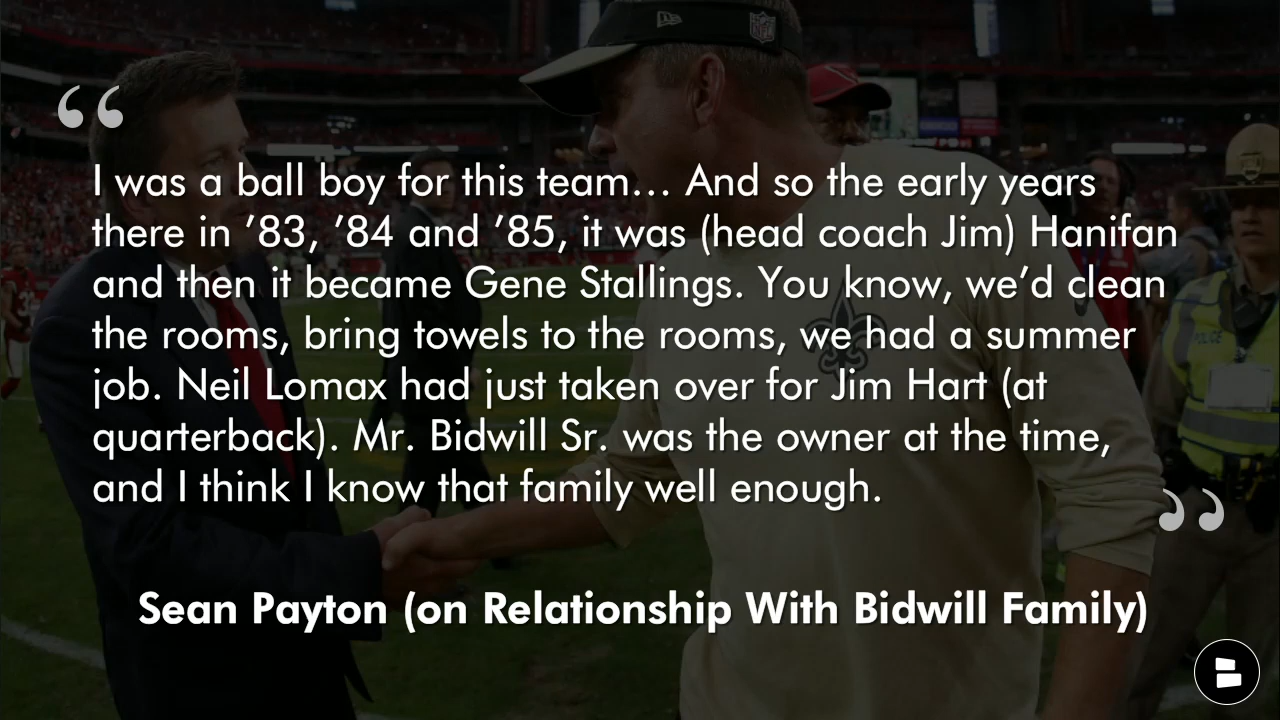 “
I was a ball boy for this team… And so the early years
there in ’83, ’84 and ’85, it was (head coach Jim) Hanifan
and then it became Gene Stallings. You know, we’d clean
the rooms, bring towels to the rooms, we had a summer
job. Neil Lomax had just taken over for Jim Hart (at
quarterback). Mr. Bidwill Sr. was the owner at the time,
and I think I know that family well enough.
”
Sean Payton (on Relationship With Bidwill Family)
NFL
POLICE